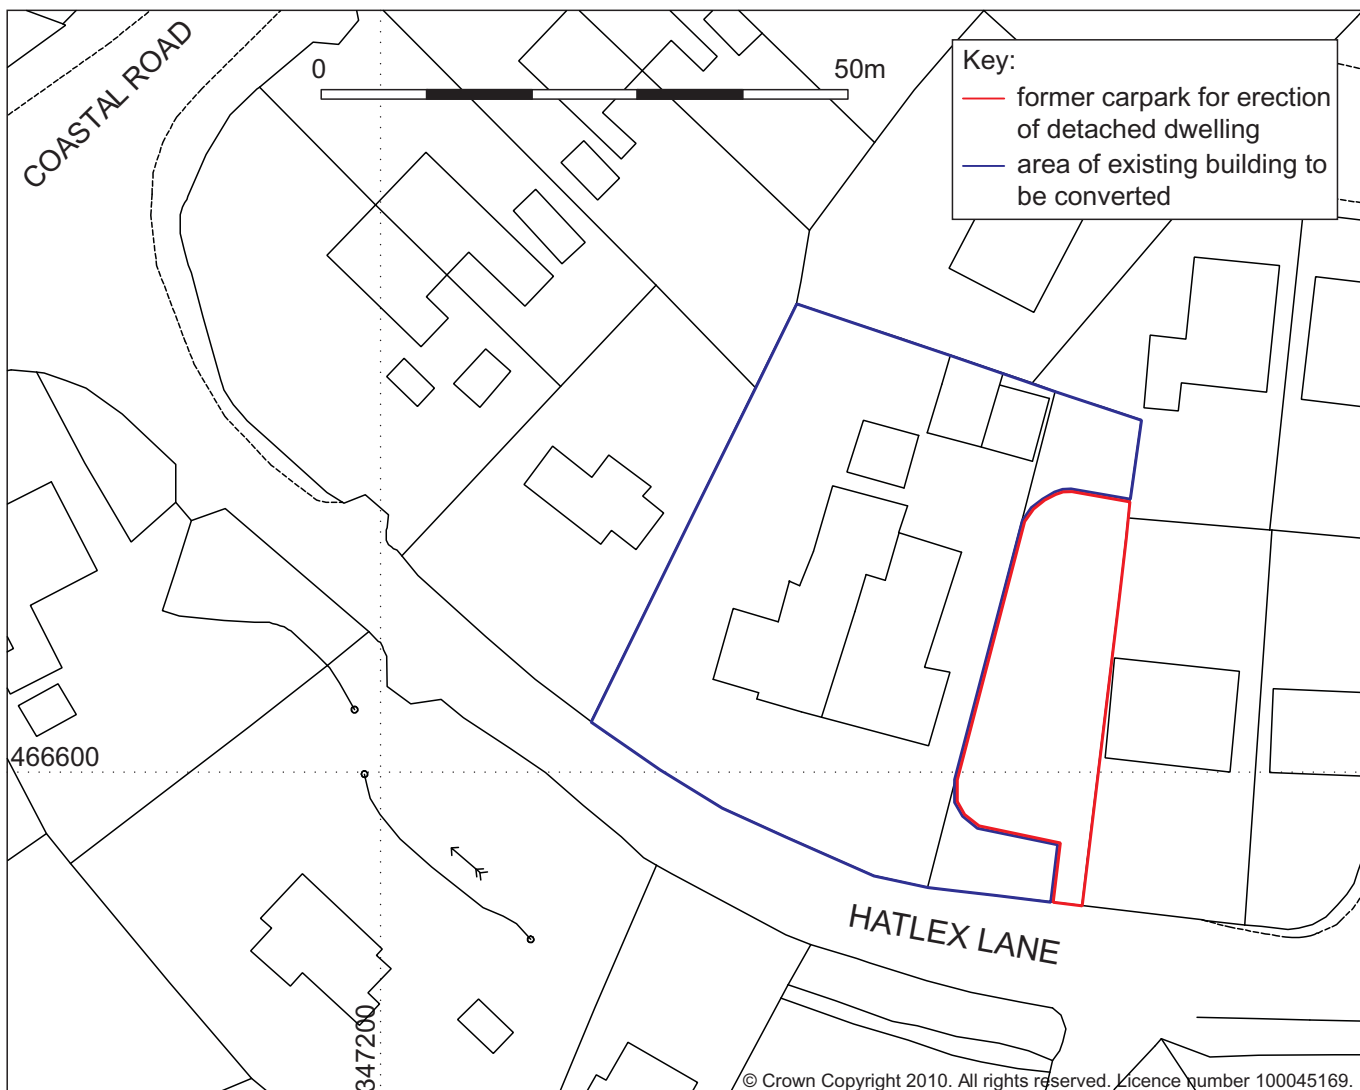 COASTAL ROAD
0 50m
Key:
former carpark for erection
of detached dwelling
area of existing building to
be converted
466600
HATLEX LANE
347200
© Crown Copyright 2010. All rights reserved. Licence number 100045169